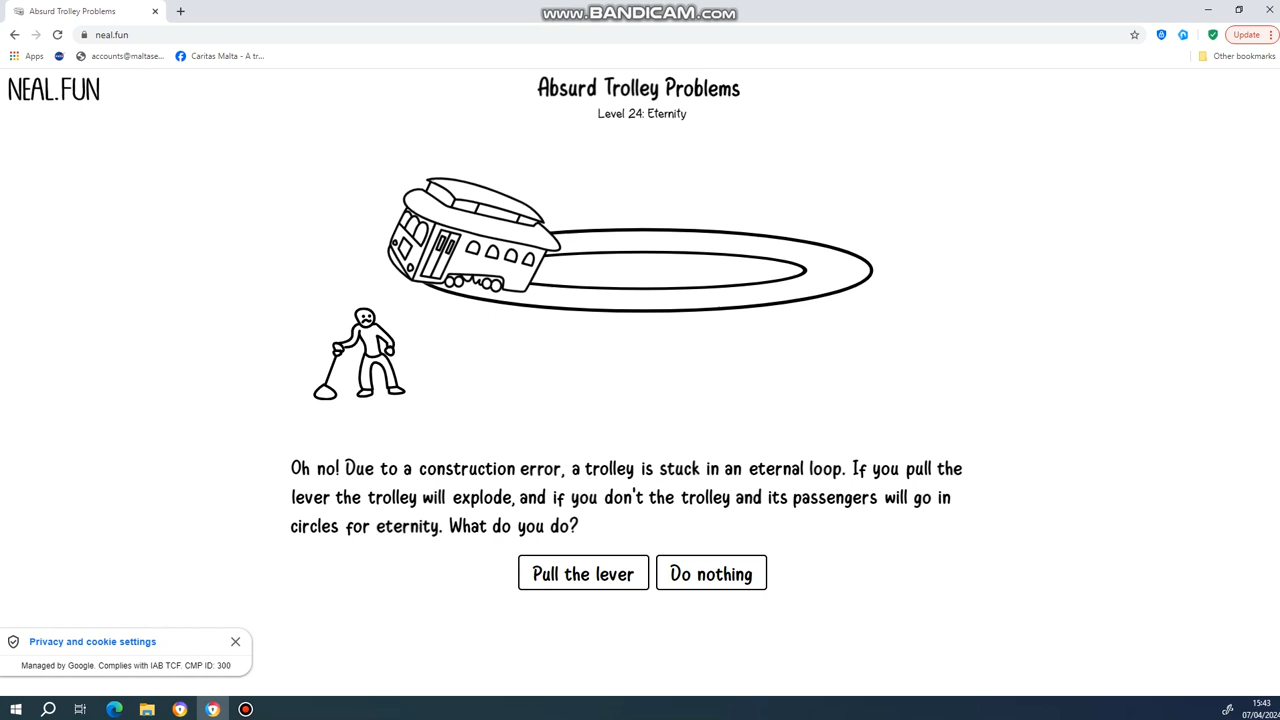 www.BANDICAM.com
Absurd Trolley Problems
neal.fun
Update
Apps
accounts@maltase...
Caritas Malta - A tr...
Other bookmarks
NEAL.FUN
Absurd Trolley Problems
Level 24: Eternity
Oh no! Due to a construction error, a trolley is stuck in an eternal loop. If you pull the
lever the trolley will explode, and if you don't the trolley and its passengers will go in
circles for eternity. What do you do?
Pull the lever
Do nothing
Privacy and cookie settings
Managed by Google. Complies with IAB TCF. CMP ID: 300
15:43
07/04/2024